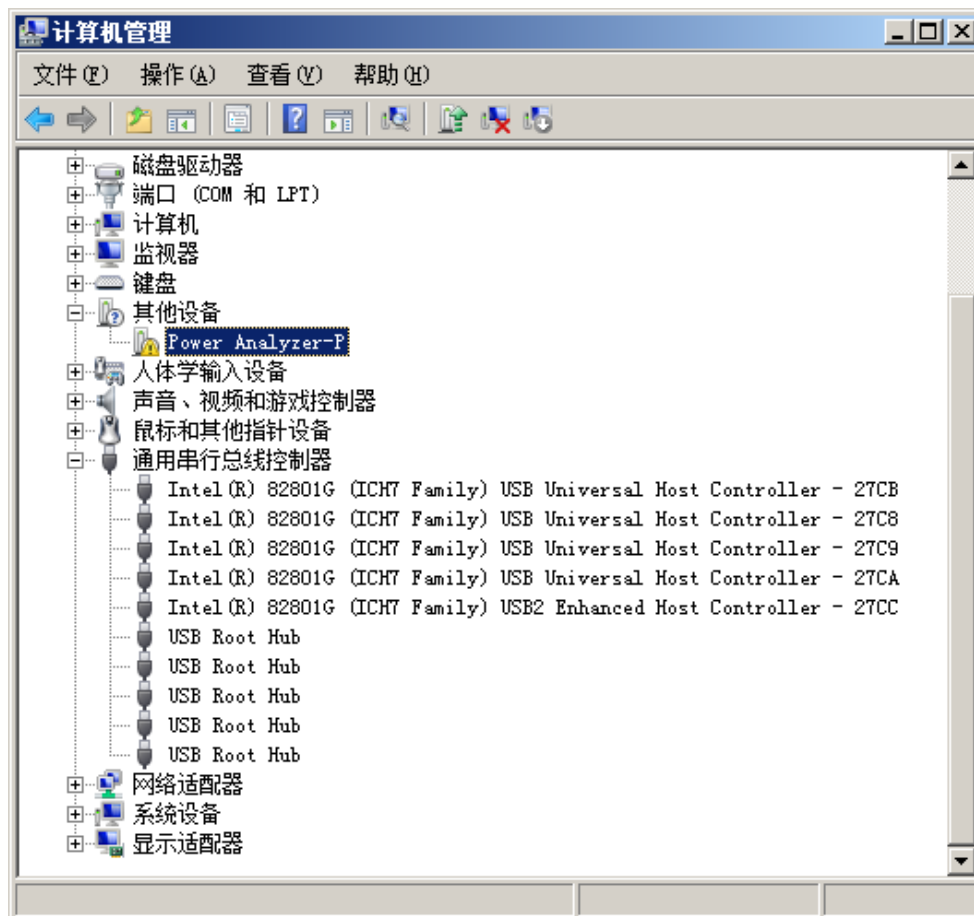 计算机管理
文件(F) 操作(A) 查看(V) 帮助(H)
磁盘驱动器
端口 (COM 和 LPT)
计算机
监视器
键盘
其他设备
Power Analyzer-P
人体学输入设备
声音、视频和游戏控制器
鼠标和其他指针设备
通用串行总线控制器
Intel(R) 82801G (ICH7 Family) USB Universal Host Controller - 27CB
Intel(R) 82801G (ICH7 Family) USB Universal Host Controller - 27C8
Intel(R) 82801G (ICH7 Family) USB Universal Host Controller - 27C9
Intel(R) 82801G (ICH7 Family) USB Universal Host Controller - 27CA
Intel(R) 82801G (ICH7 Family) USB2 Enhanced Host Controller - 27CC
USB Root Hub
USB Root Hub
USB Root Hub
USB Root Hub
USB Root Hub
网络适配器
系统设备
显示适配器